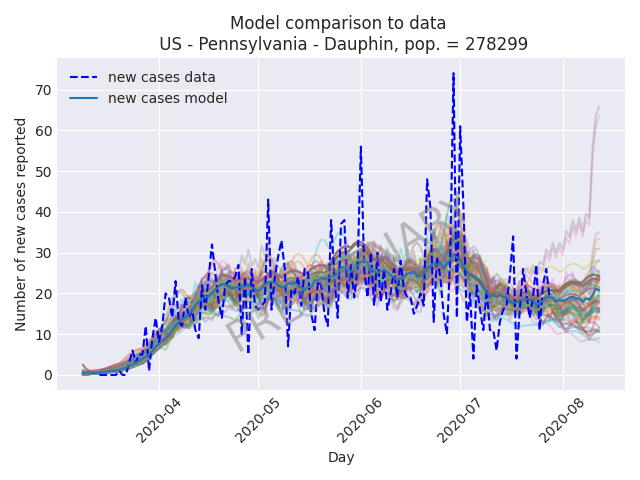 Model comparison to data
US - Pennsylvania - Dauphin, pop. = 278299
new cases data
new cases model
Number of new cases reported
70
60
50
40
30
20
10
0
PRELIMINARY
2020-04
2020-05
2020-06
2020-07
2020-08
Day